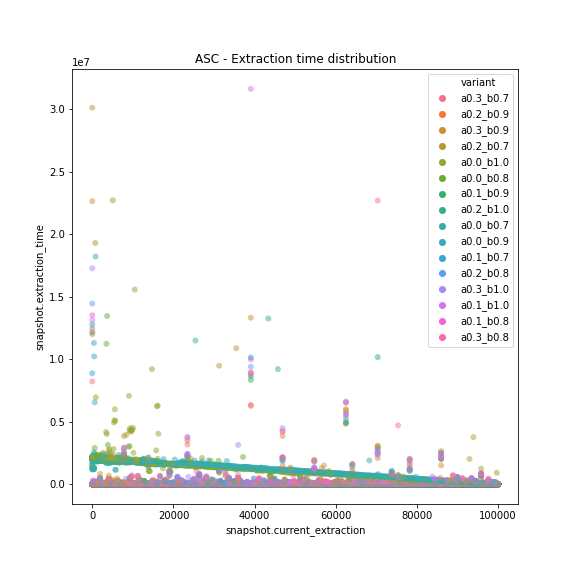 ASC - Extraction time distribution
1e7
3.0
2.5
2.0
1.5
1.0
0.5
0.0
snapshot.extraction_time
0
20000
40000
60000
80000
100000
snapshot.current_extraction
variant
a0.3_b0.7
a0.2_b0.9
a0.3_b0.9
a0.2_b0.7
a0.0_b1.0
a0.0_b0.8
a0.1_b0.9
a0.2_b1.0
a0.0_b0.7
a0.0_b0.9
a0.1_b0.7
a0.2_b0.8
a0.3_b1.0
a0.1_b1.0
a0.1_b0.8
a0.3_b0.8